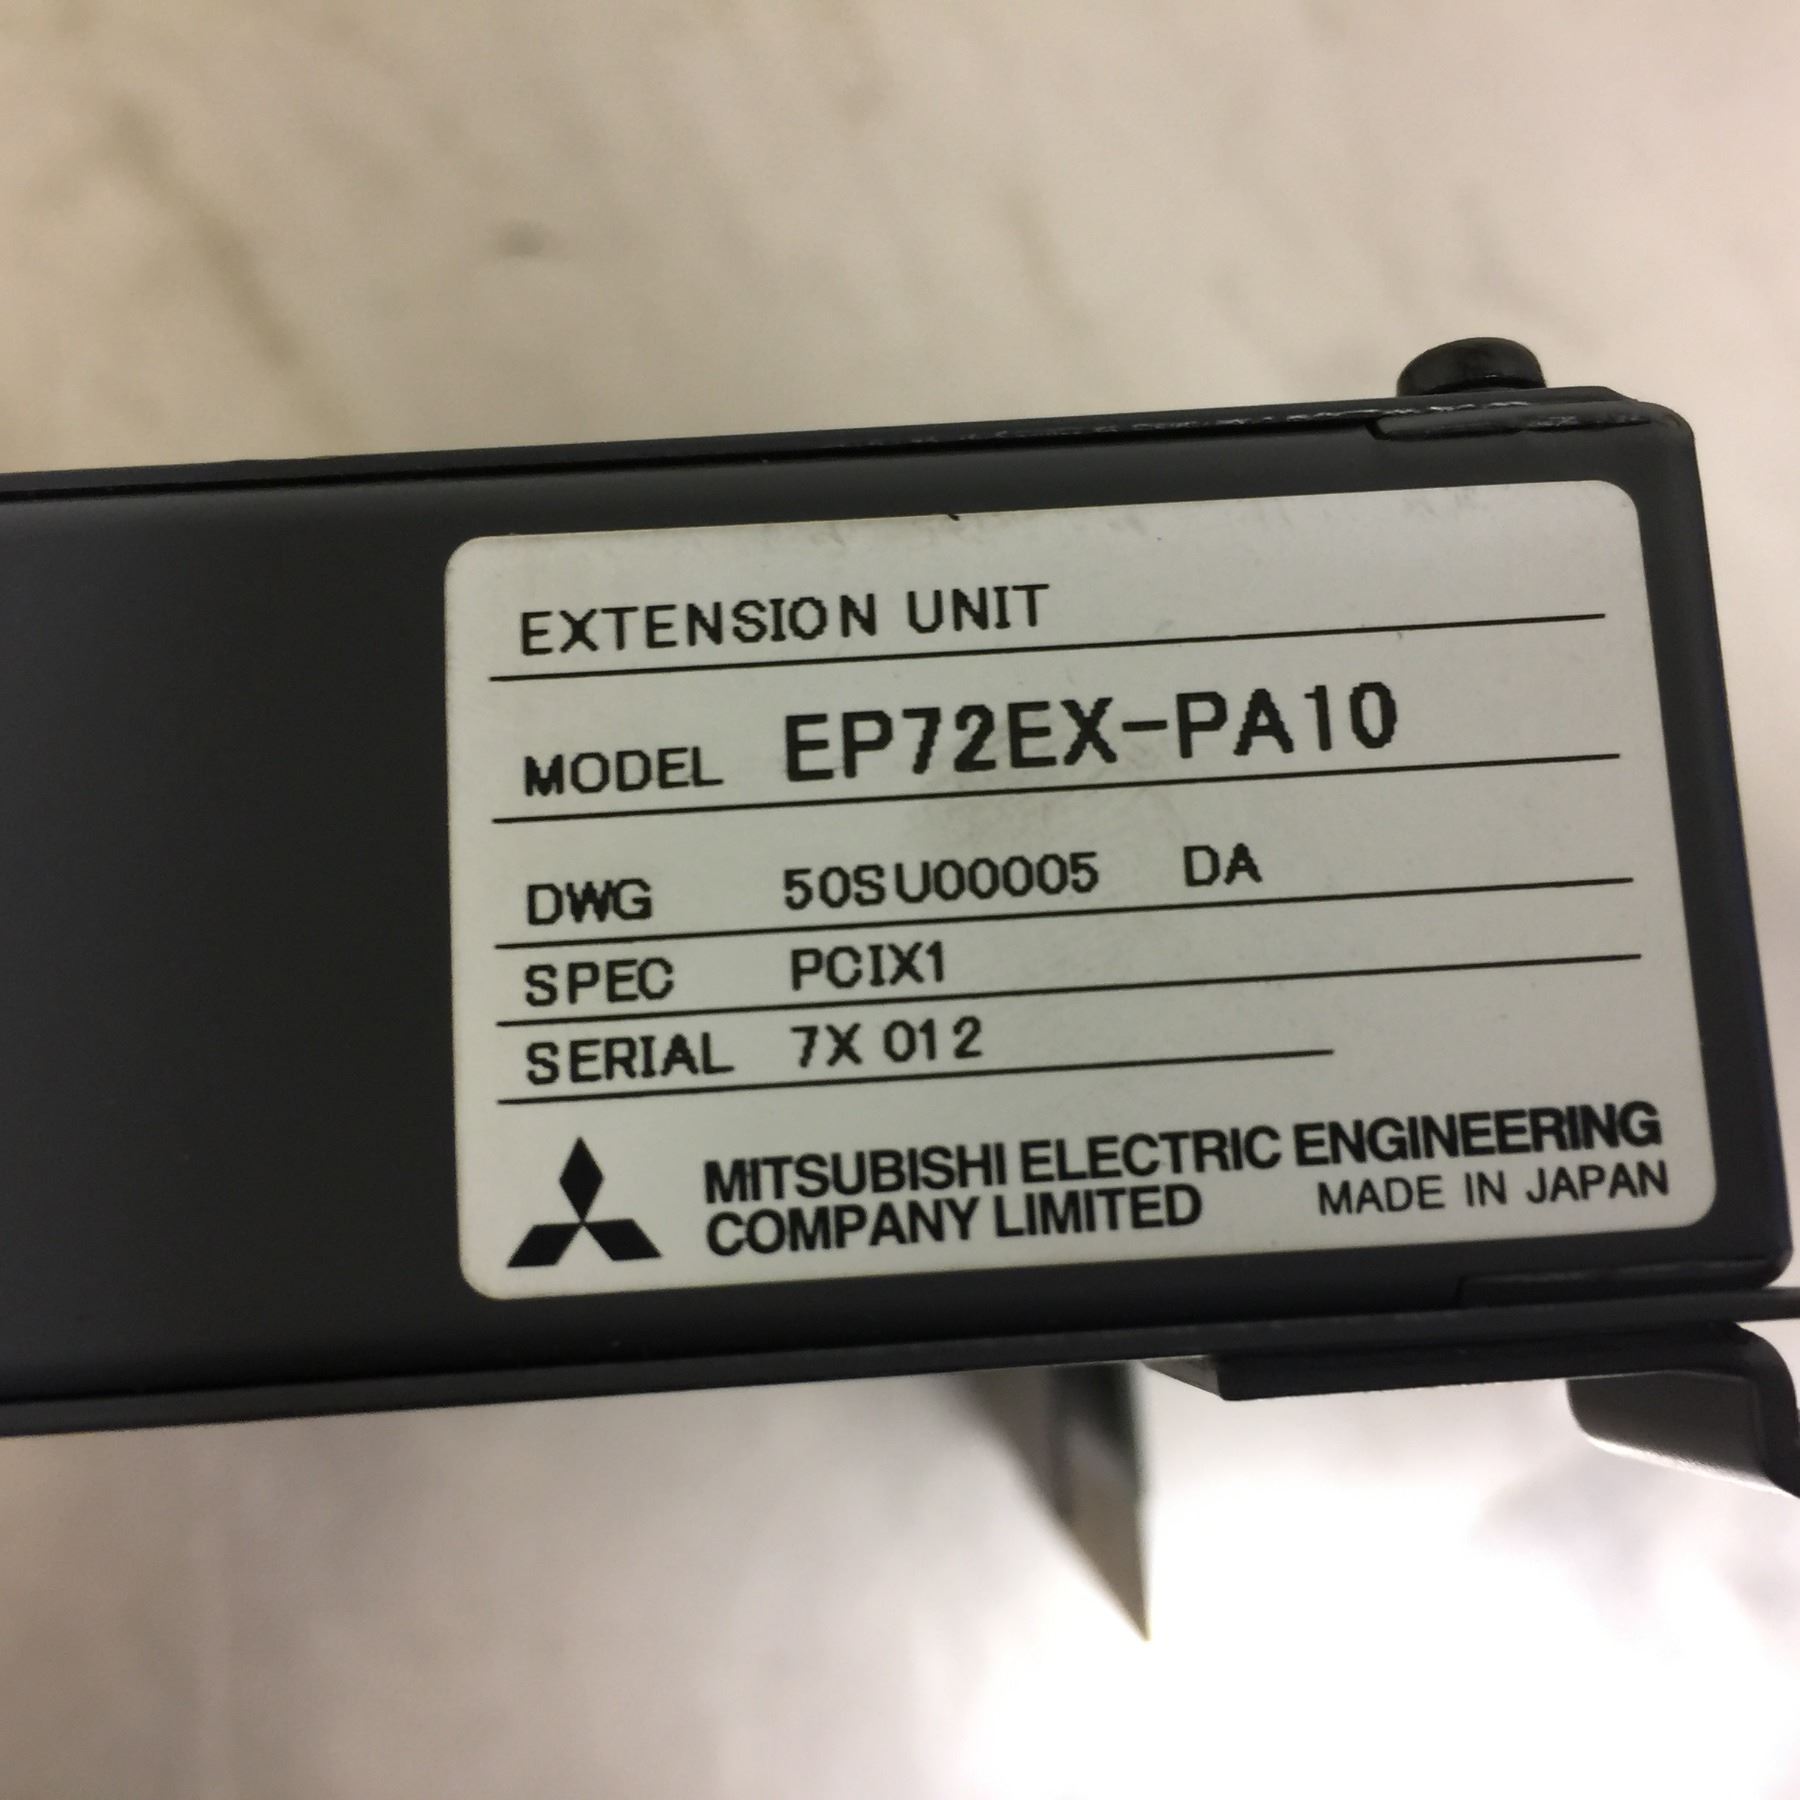 EXTENSION UNIT
MODEL EP72EX-PA10
DWG 50SU00005 DA
SPEC PCIX1
SERIAL 7X 012
MITSUBISHI ELECTRIC ENGINEERING
COMPANY LIMITED MADE IN JAPAN